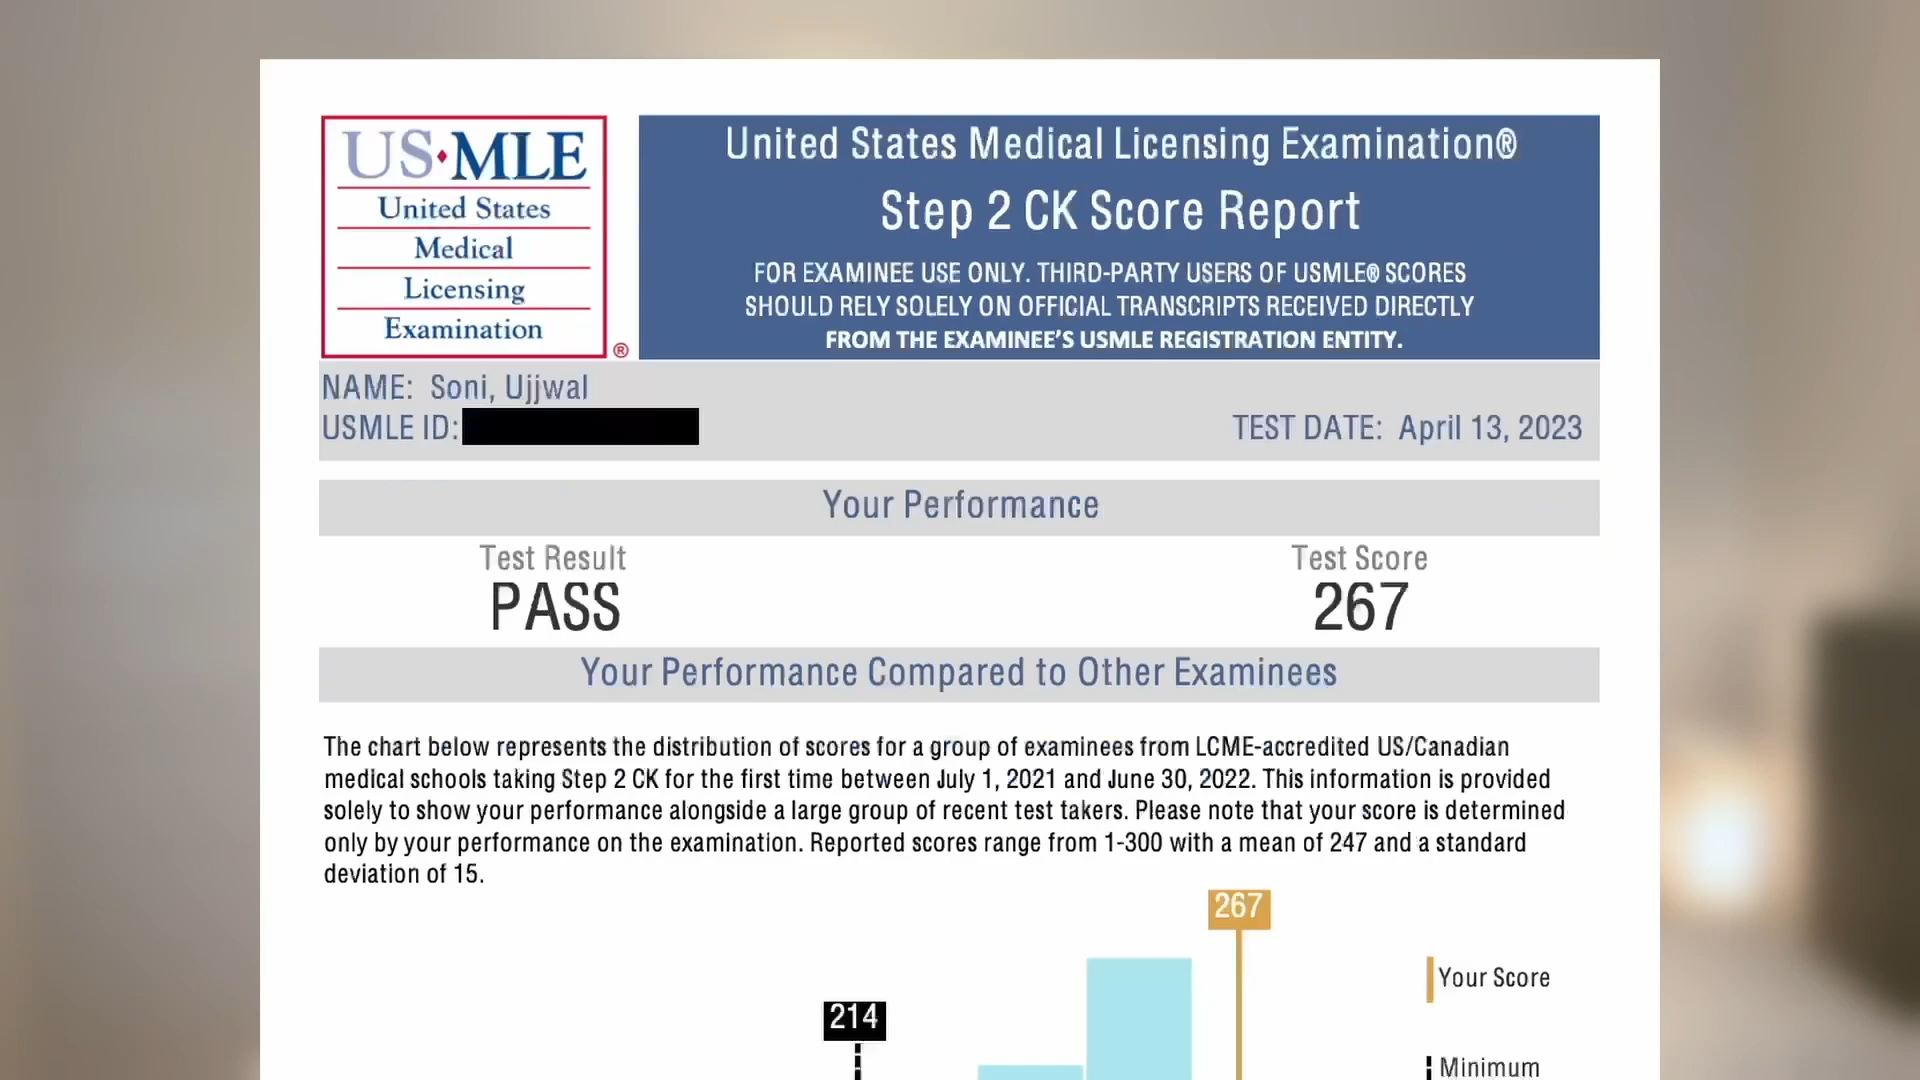 US·MLE
United States
Medical
Licensing
Examination
®
United States Medical Licensing Examination®
Step 2 CK Score Report
FOR EXAMINEE USE ONLY. THIRD-PARTY USERS OF USMLE® SCORES
SHOULD RELY SOLELY ON OFFICIAL TRANSCRIPTS RECEIVED DIRECTLY
FROM THE EXAMINEE'S USMLE REGISTRATION ENTITY.
NAME: Soni, Ujjwal
USMLE ID:
TEST DATE: April 13, 2023
Your Performance
Test Result
PASS
Test Score
267
Your Performance Compared to Other Examinees
The chart below represents the distribution of scores for a group of examinees from LCME-accredited US/Canadian
medical schools taking Step 2 CK for the first time between July 1, 2021 and June 30, 2022. This information is provided
solely to show your performance alongside a large group of recent test takers. Please note that your score is determined
only by your performance on the examination. Reported scores range from 1-300 with a mean of 247 and a standard
deviation of 15.
267
Your Score
214
Minimum